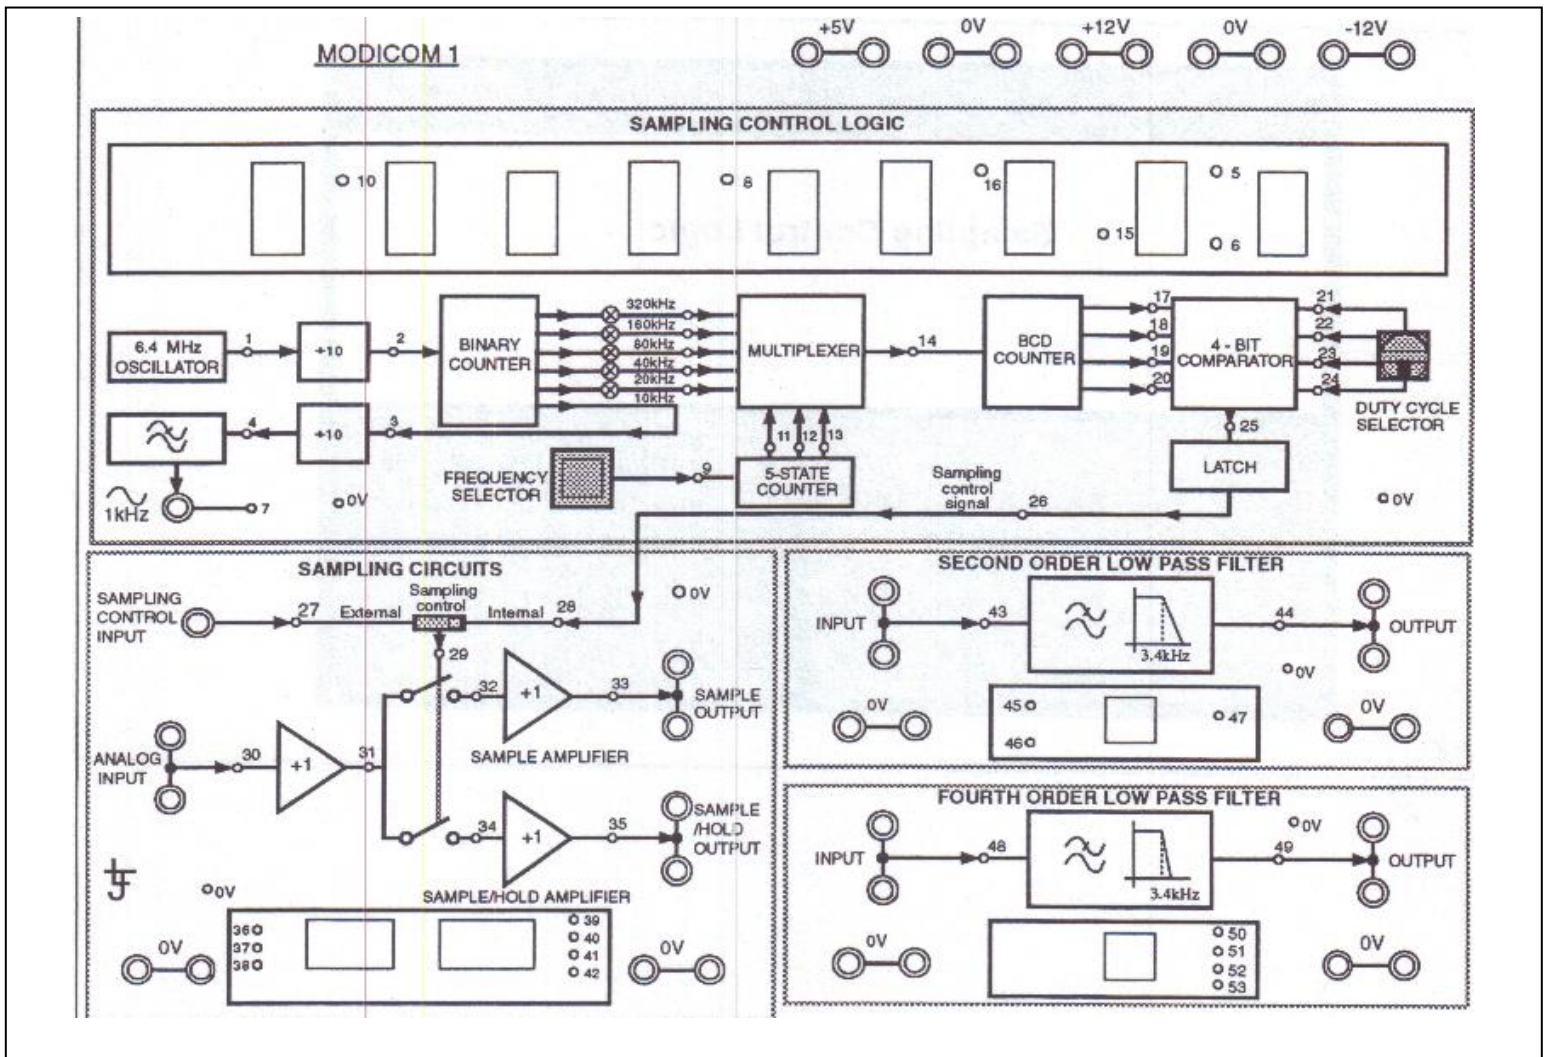 +5V 0V +12V 0V -12V
MODICOM 1
SAMPLING CONTROL LOGIC
10 8 16 15 5 6
6.4 MHz
OSCILLATOR
1
÷10
2
BINARY
COUNTER
320kHz
160kHz
80kHz
40kHz
20kHz
10kHz
MULTIPLEXER
14
BCD
COUNTER
17
18
19
20
4 - BIT
COMPARATOR
21
22
23
24
DUTY CYCLE
SELECTOR
4
÷10
3
11 12 13
25
LATCH
FREQUENCY
SELECTOR
9
5-STATE
COUNTER
Sampling
control
signal
26
0V
1kHz
7
0V
SAMPLING CIRCUITS
SAMPLING
CONTROL
INPUT
27
External
Sampling
control
Internal
28
0V
29
32
+1
33
SAMPLE
OUTPUT
SAMPLE AMPLIFIER
ANALOG
INPUT
30
+1
31
34
+1
35
SAMPLE
/HOLD
OUTPUT
SAMPLE/HOLD AMPLIFIER
0V
36
37
38
39
40
41
42
0V
0V
SECOND ORDER LOW PASS FILTER
INPUT
43
3.4kHz
44
OUTPUT
0V
0V
45
46
47
0V
FOURTH ORDER LOW PASS FILTER
INPUT
48
3.4kHz
0V
49
OUTPUT
0V
50
51
52
53
0V